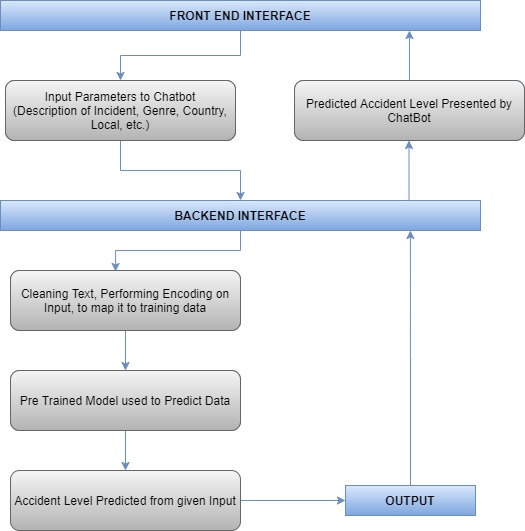 FRONT END INTERFACE
Input Parameters to Chatbot
(Description of Incident, Genre, Country,
Local, etc.)
Predicted Accident Level Presented by
ChatBot
BACKEND INTERFACE
Cleaning Text, Performing Encoding on
Input, to map it to training data
Pre Trained Model used to Predict Data
Accident Level Predicted from given Input
OUTPUT